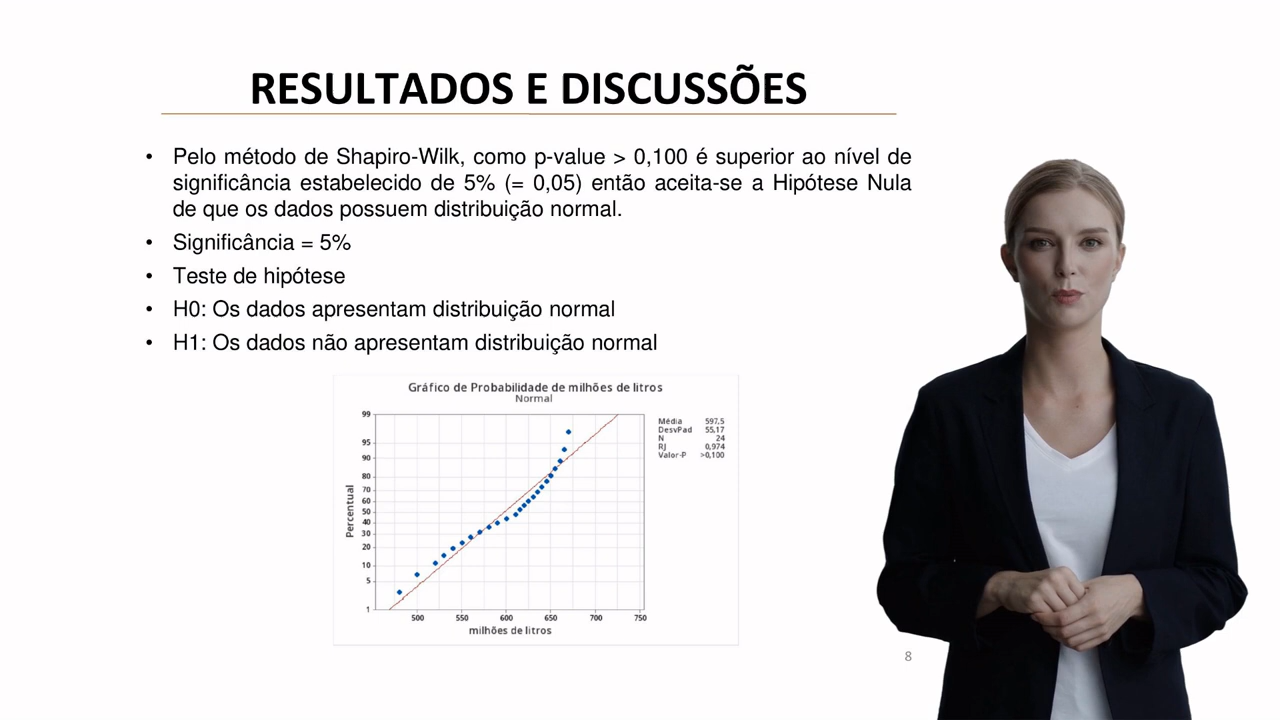 RESULTADOS E DISCUSSÕES
• Pelo método de Shapiro-Wilk, como p-value > 0,100 é superior ao nível de
significância estabelecido de 5% (= 0,05) então aceita-se a Hipótese Nula
de que os dados possuem distribuição normal.
• Significância = 5%
• Teste de hipótese
• H0: Os dados apresentam distribuição normal
• H1: Os dados não apresentam distribuição normal
Gráfico de Probabilidade de milhões de litros
Normal
Média 597,5
DesvPad 55,17
N 24
RJ 0,974
Valor-P >0,100
Percentual
99
95
90
80
70
60
50
40
30
20
10
5
1
500 550 600 650 700 750
milhões de litros
8